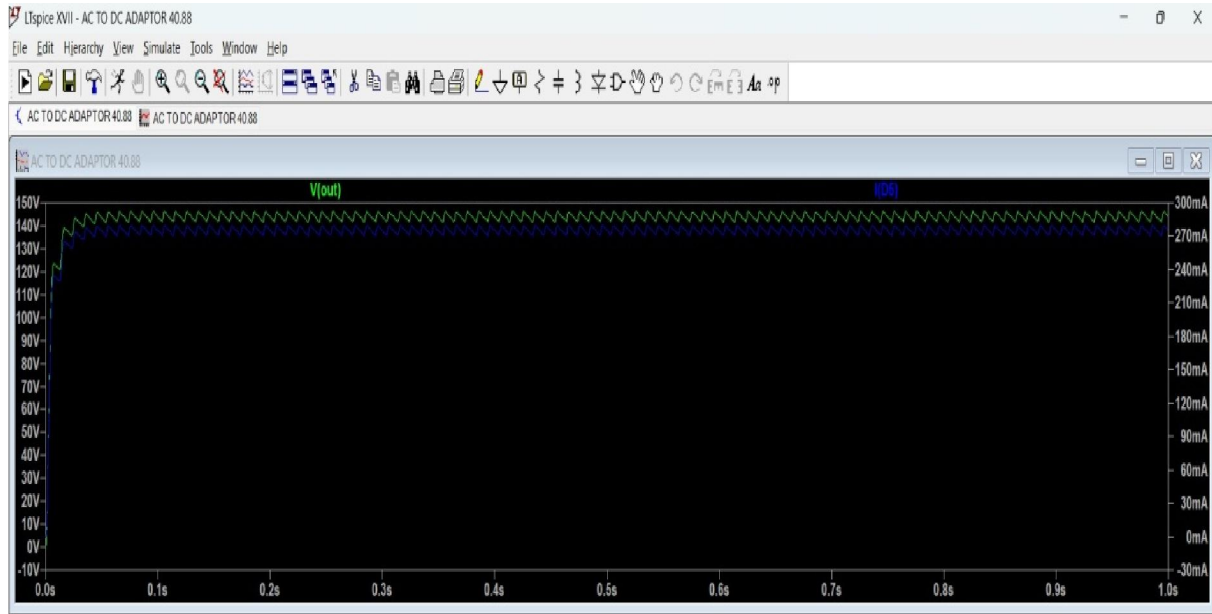 LTspice XVII - AC TO DC ADAPTOR 40.88
File Edit Hierarchy View Simulate Tools Window Help
AC TO DC ADAPTOR 40.88 AC TO DC ADAPTOR 40.88
AC TO DC ADAPTOR 40.88
V(out) I(D5)
150V 300mA
140V
130V 270mA
120V 240mA
110V 210mA
100V
90V 180mA
80V
70V 150mA
60V 120mA
50V 90mA
40V
30V 60mA
20V 30mA
10V
0V 0mA
-10V -30mA
0.0s 0.1s 0.2s 0.3s 0.4s 0.5s 0.6s 0.7s 0.8s 0.9s 1.0s